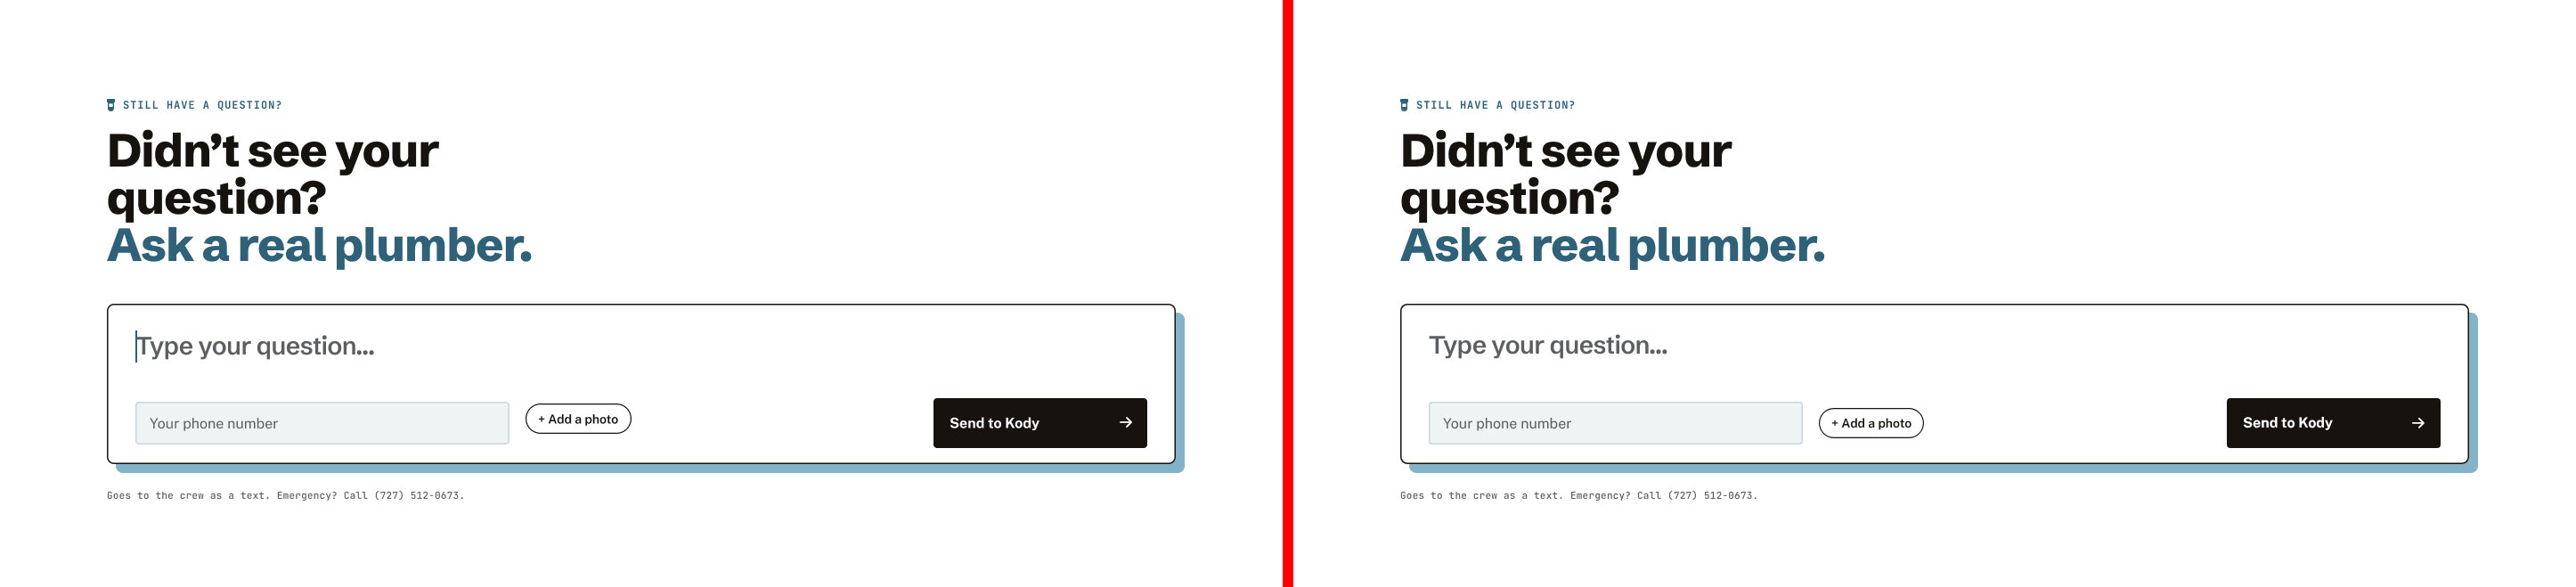 STILL HAVE A QUESTION?
Didn’t see your
question?
Ask a real plumber.
Type your question...
Your phone number
+ Add a photo
Send to Kody →
Goes to the crew as a text. Emergency? Call (727) 512-0673.
STILL HAVE A QUESTION?
Didn’t see your
question?
Ask a real plumber.
Type your question...
Your phone number
+ Add a photo
Send to Kody →
Goes to the crew as a text. Emergency? Call (727) 512-0673.